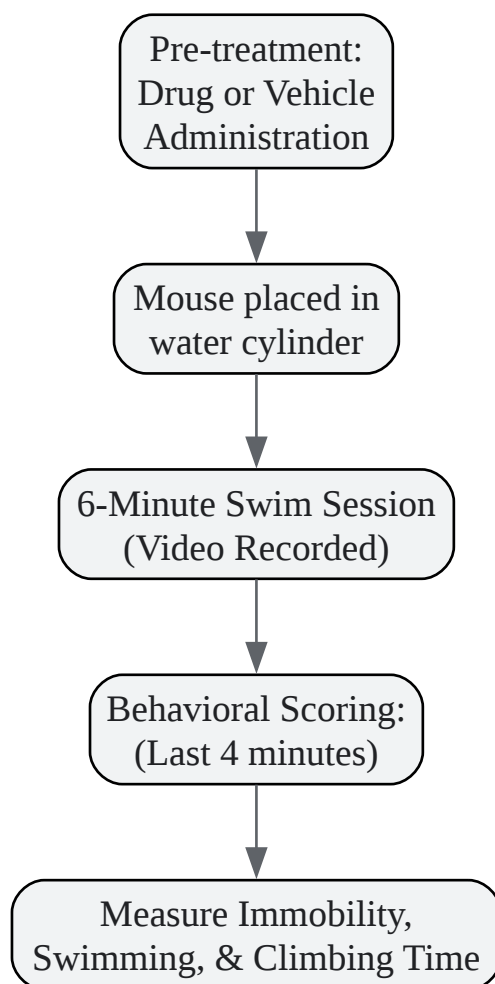 Pre-treatment:
Drug or Vehicle
Administration
Mouse placed in
water cylinder
6-Minute Swim Session
(Video Recorded)
Behavioral Scoring:
(Last 4 minutes)
Measure Immobility,
Swimming, & Climbing Time